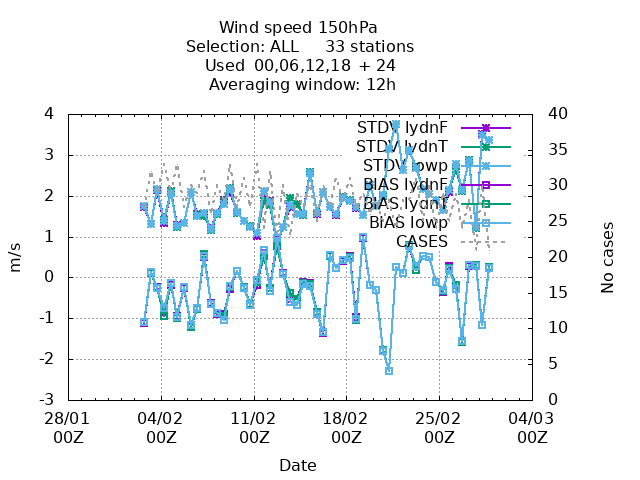 Wind speed 150hPa
Selection: ALL 33 stations
Used 00,06,12,18 + 24
Averaging window: 12h
STDV lydnF
STDV lydnT
STDV lowp
BIAS lydnF
BIAS lydnT
BIAS lowp
CASES
m/s
4
3
2
1
0
-1
-2
-3
40
35
30
25
20
15
10
5
0
No cases
28/01 04/02 11/02 18/02 25/02 04/03
00Z 00Z 00Z 00Z 00Z 00Z
Date